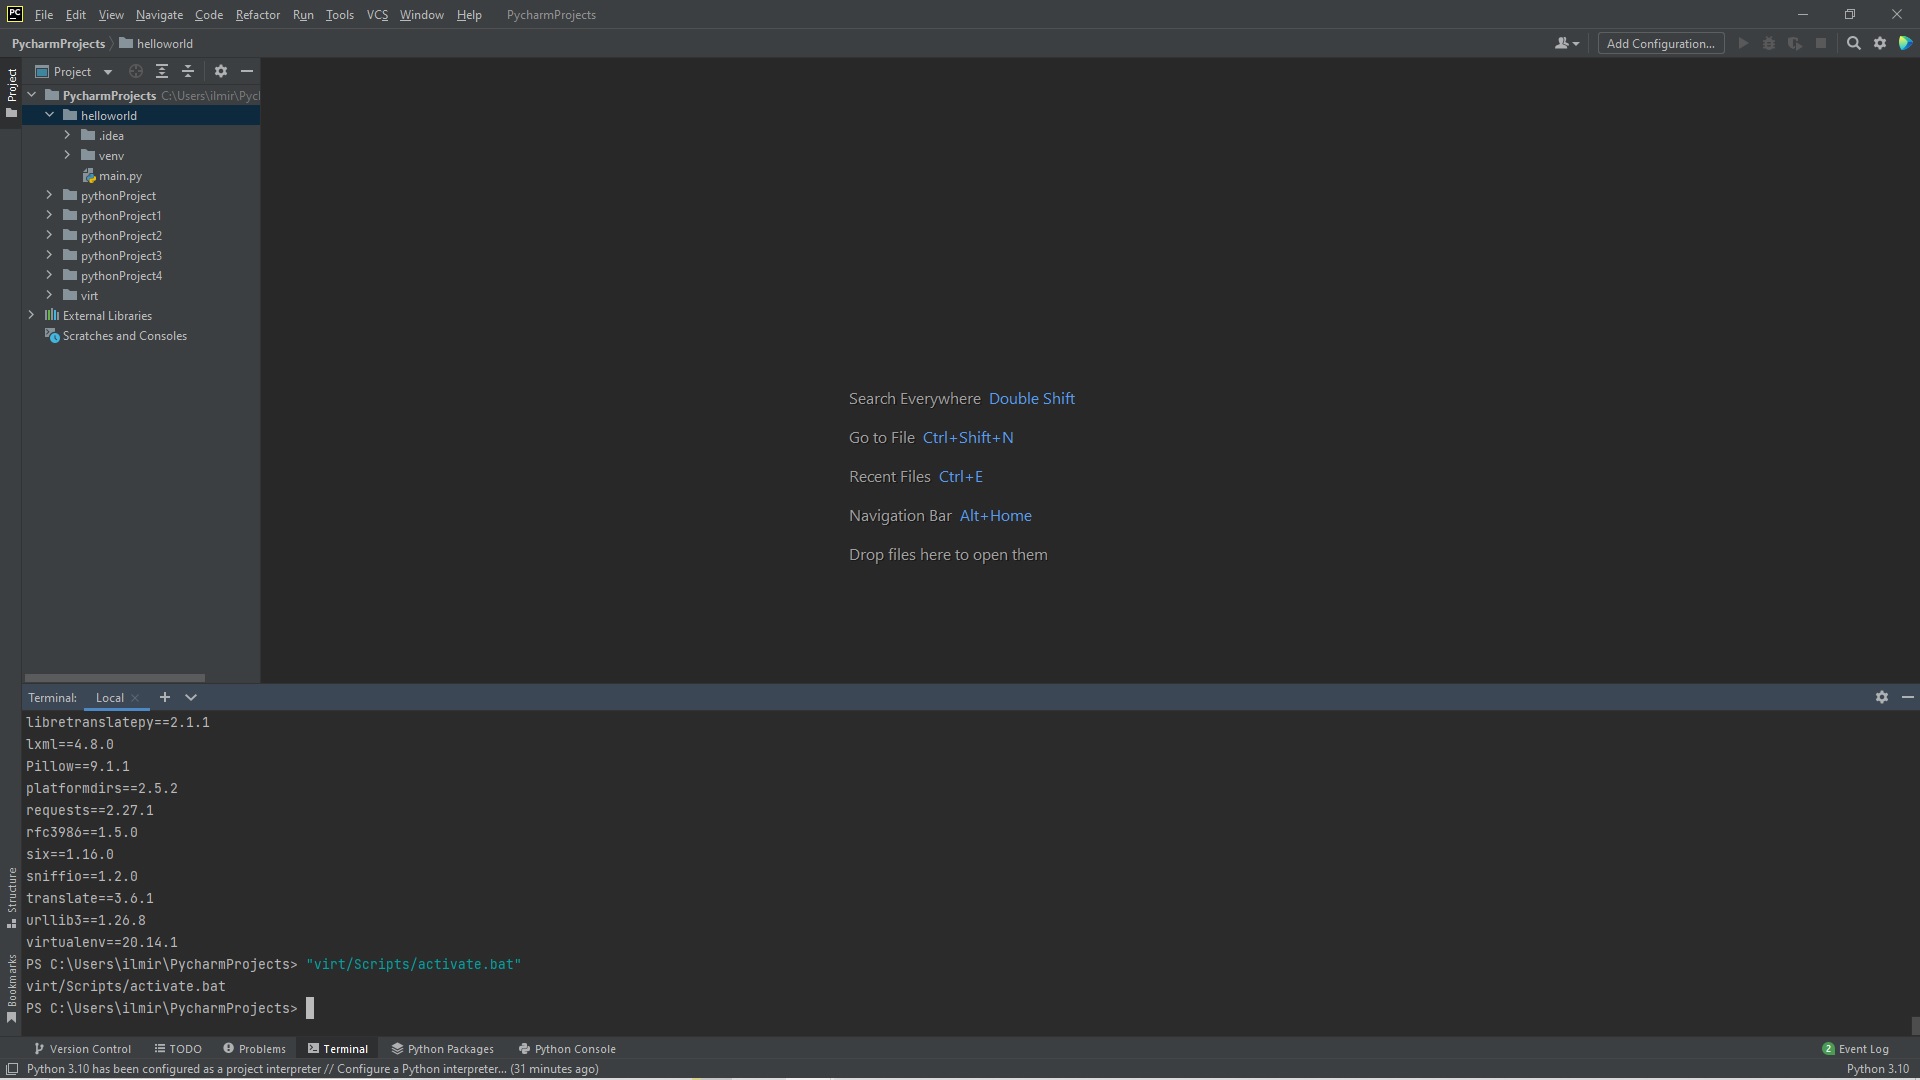 PC File Edit View Navigate Code Refactor Run Tools VCS Window Help PycharmProjects
PycharmProjects helloworld Add Configuration...
Project
Project
PycharmProjects C:\Users\ilmir\Pycl
helloworld
.idea
venv
main.py
pythonProject
pythonProject1
pythonProject2
pythonProject3
pythonProject4
virt
External Libraries
Scratches and Consoles
Search Everywhere Double Shift
Go to File Ctrl+Shift+N
Recent Files Ctrl+E
Navigation Bar Alt+Home
Drop files here to open them
Terminal: Local
libretranslatepy==2.1.1
lxml==4.8.0
Pillow==9.1.1
platformdirs==2.5.2
requests==2.27.1
rfc3986==1.5.0
six==1.16.0
sniffio==1.2.0
translate==3.6.1
urllib3==1.26.8
virtualenv==20.14.1
PS C:\Users\ilmir\PycharmProjects> "virt/Scripts/activate.bat"
virt/Scripts/activate.bat
PS C:\Users\ilmir\PycharmProjects>
Structure
Bookmarks
Version Control TODO Problems Terminal Python Packages Python Console 2 Event Log
Python 3.10 has been configured as a project interpreter // Configure a Python interpreter... (31 minutes ago) Python 3.10